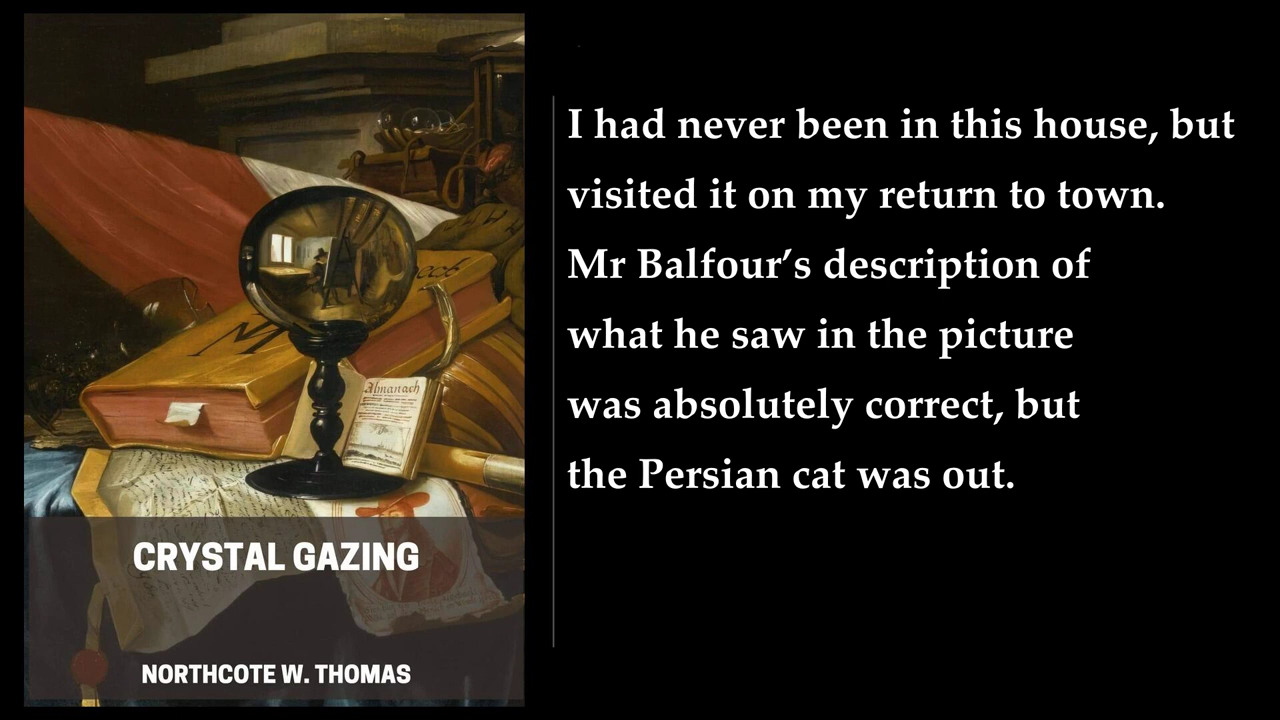 I had never been in this house, but
visited it on my return to town.
Mr Balfour’s description of
what he saw in the picture
was absolutely correct, but
the Persian cat was out.
Almanach
M
CRYSTAL GAZING
NORTHCOTE W. THOMAS